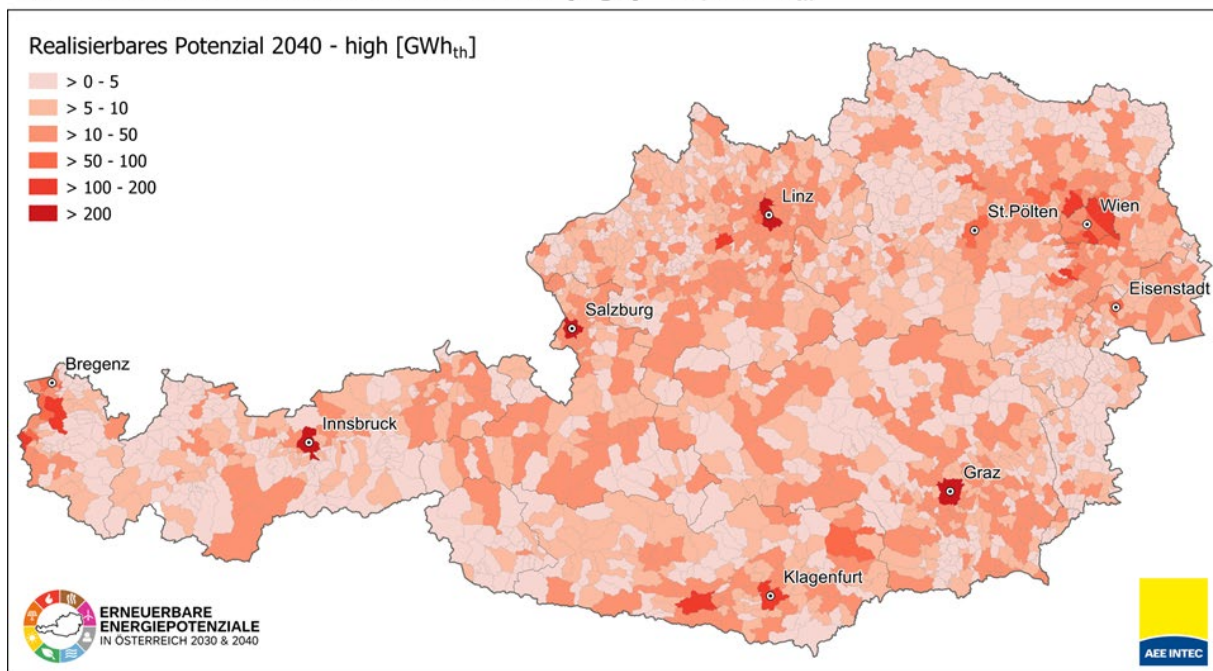 Realisierbares Potenzial 2040 - high [GWhth]
> 0 - 5
> 5 - 10
> 10 - 50
> 50 - 100
> 100 - 200
> 200
Linz
St.Pölten
Wien
Eisenstadt
Salzburg
Bregenz
Innsbruck
Graz
Klagenfurt
ERNEUERBARE
ENERGIEPOTENZIALE
IN ÖSTERREICH 2030 & 2040
AEE INTEC